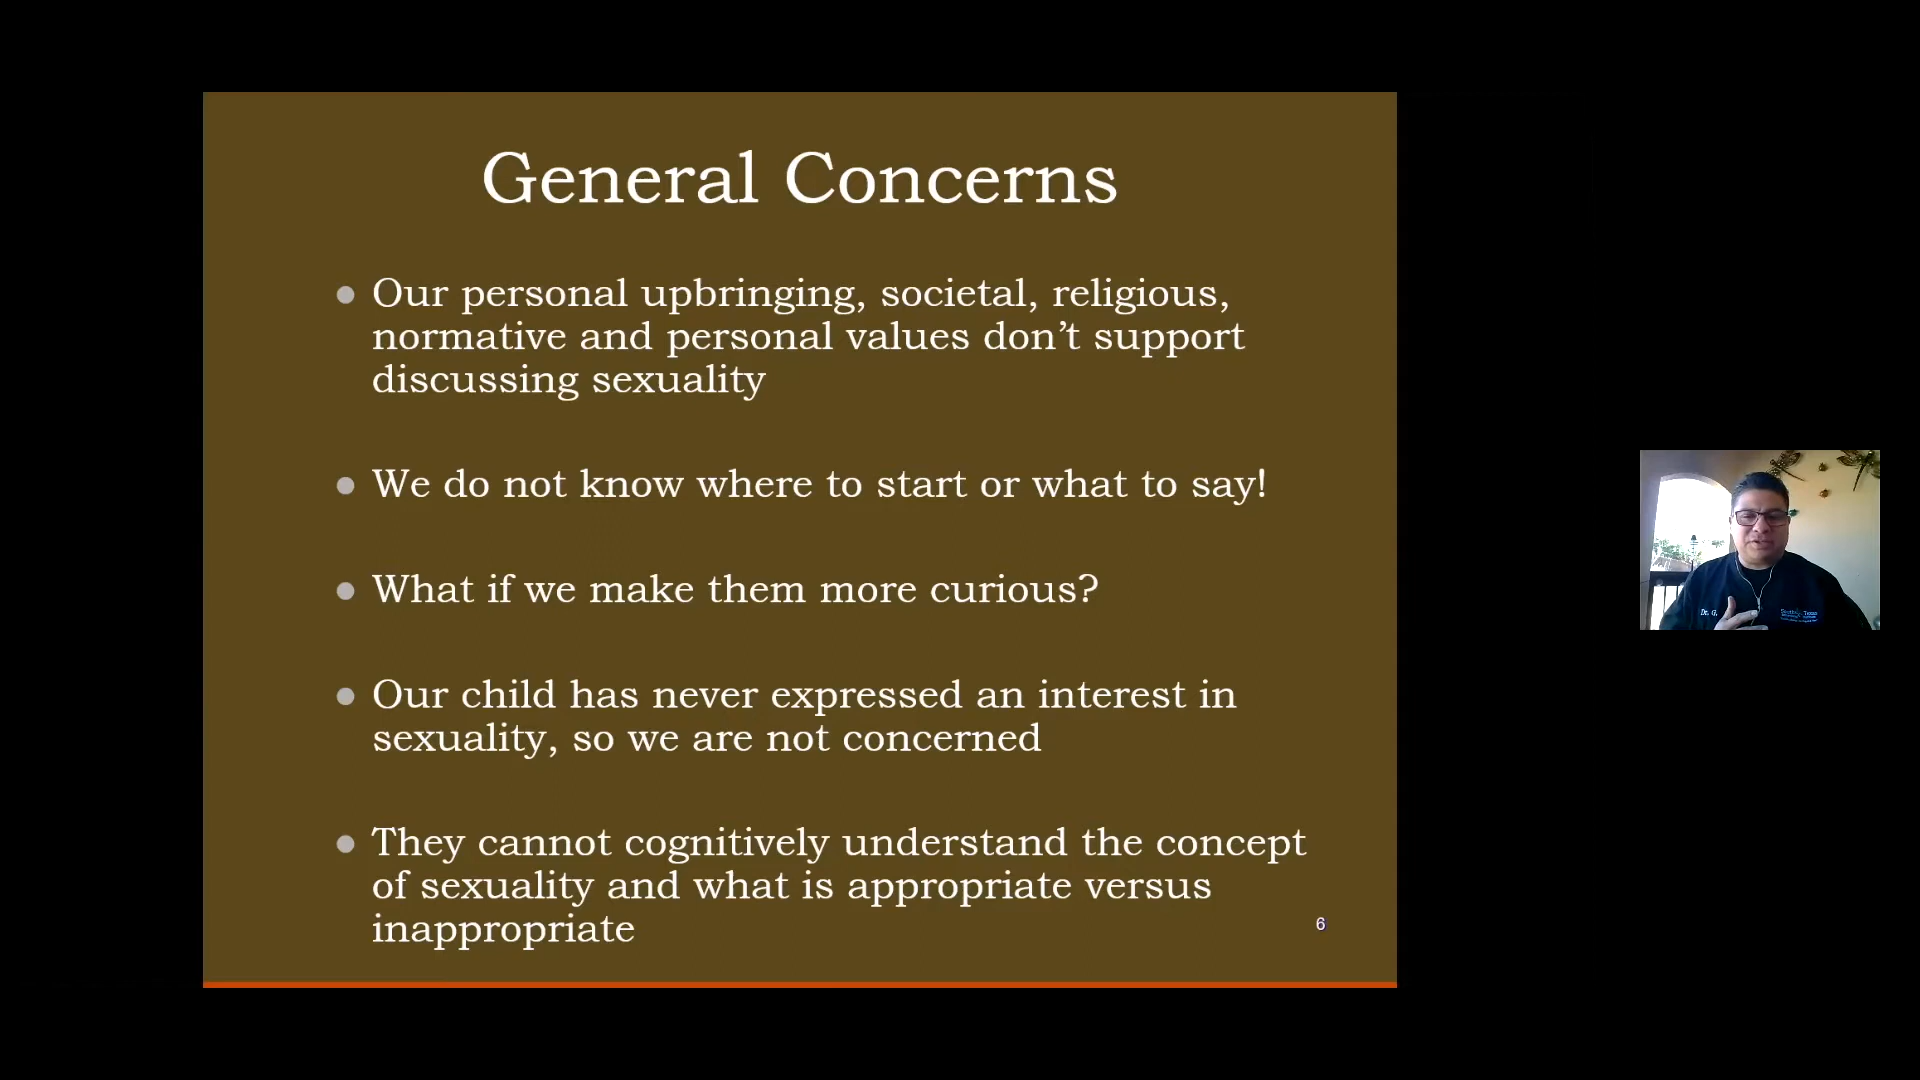 General Concerns
Our personal upbringing, societal, religious,
normative and personal values don’t support
discussing sexuality
We do not know where to start or what to say!
What if we make them more curious?
Our child has never expressed an interest in
sexuality, so we are not concerned
They cannot cognitively understand the concept
of sexuality and what is appropriate versus
inappropriate
6
Dr. G.